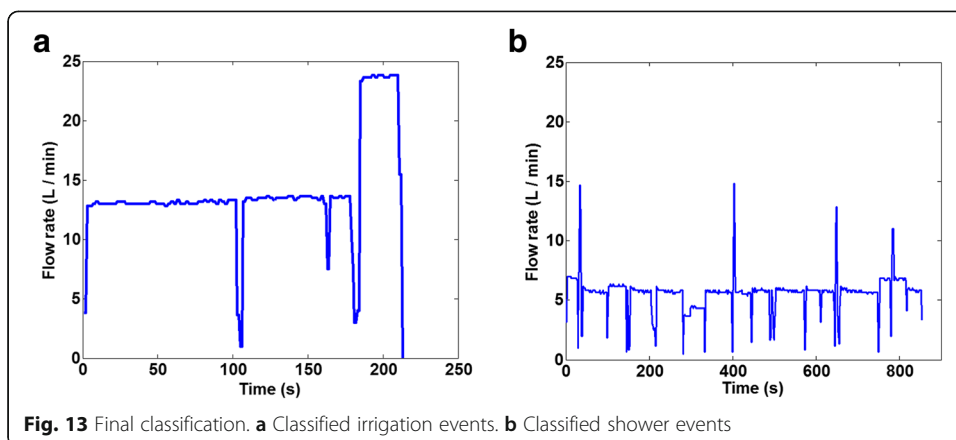 a
25
20
15
10
5
0
Flow rate (L / min)
0 50 100 150 200 250
Time (s)
b
25
20
15
10
5
0
Flow rate (L / min)
0 200 400 600 800
Time (s)
Fig. 13 Final classification. a Classified irrigation events. b Classified shower events